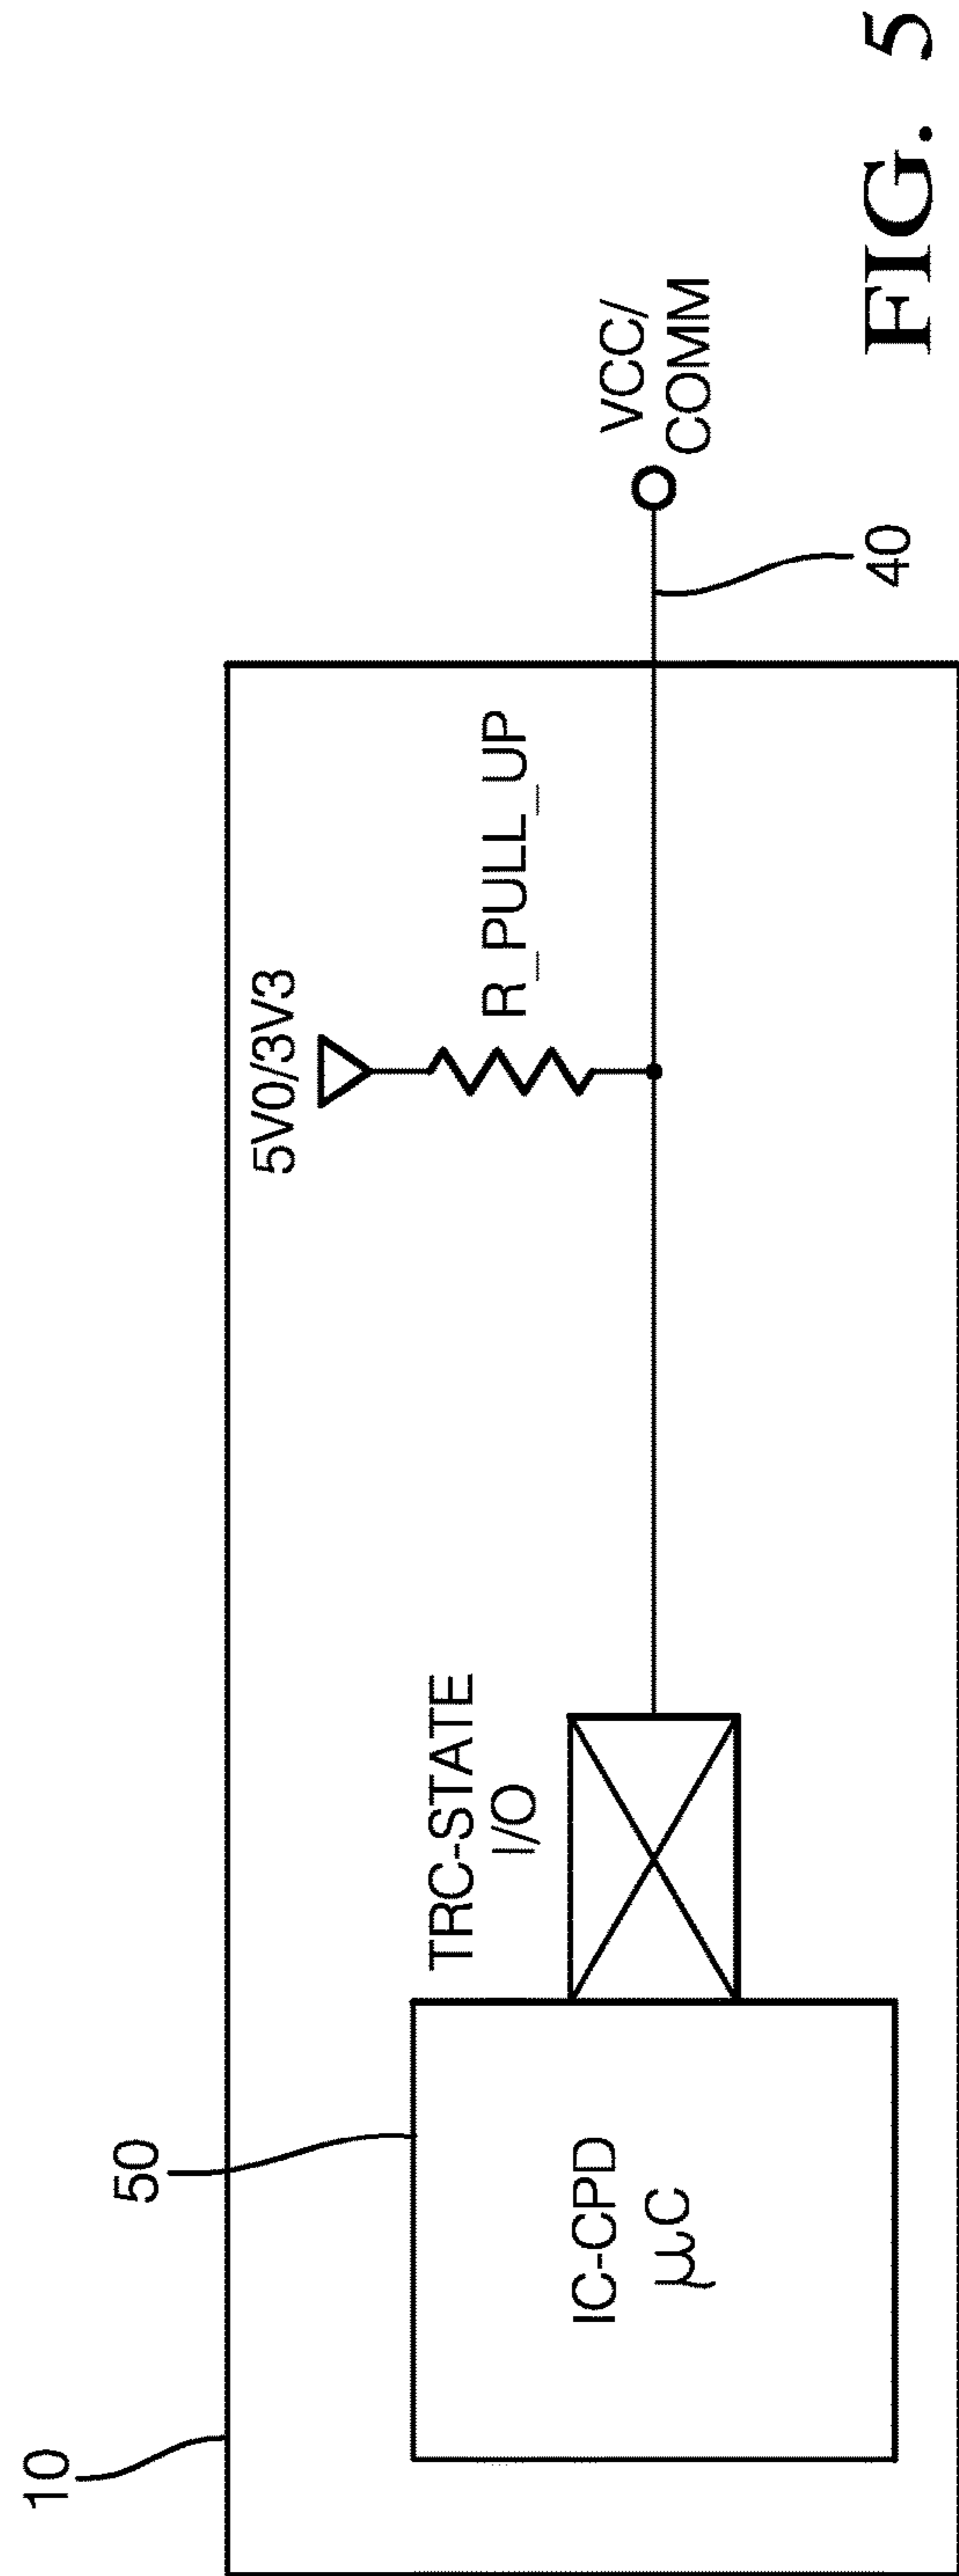 10
50
IC-CPD
μC
TRC-STATE
I/O
5V0/3V3
R_PULL_UP
VCC/
COMM
40
FIG. 5